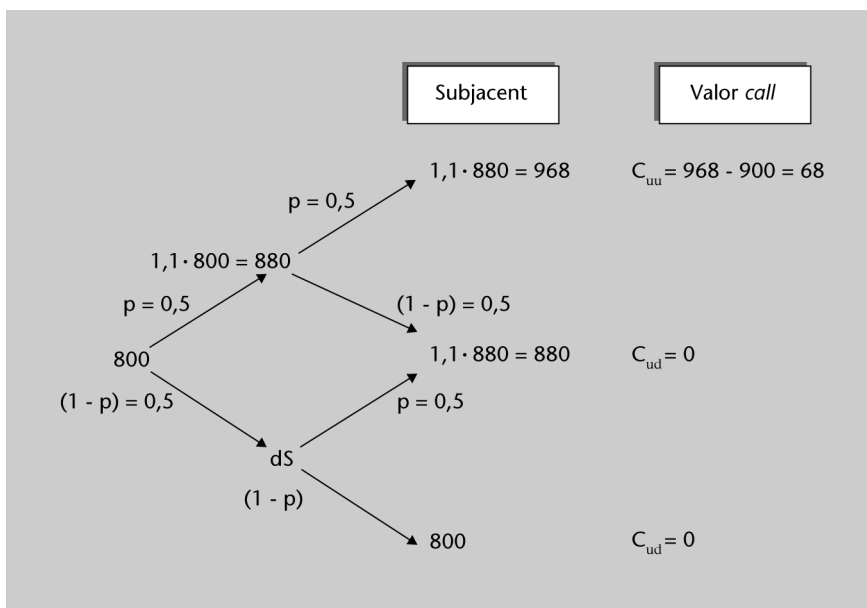 Subjacent
Valor call
1,1 · 880 = 968
C_uu = 968 - 900 = 68
p = 0,5
1,1 · 800 = 880
p = 0,5
(1 - p) = 0,5
800
1,1 · 880 = 880
C_ud = 0
(1 - p) = 0,5
p = 0,5
dS
(1 - p)
800
C_ud = 0